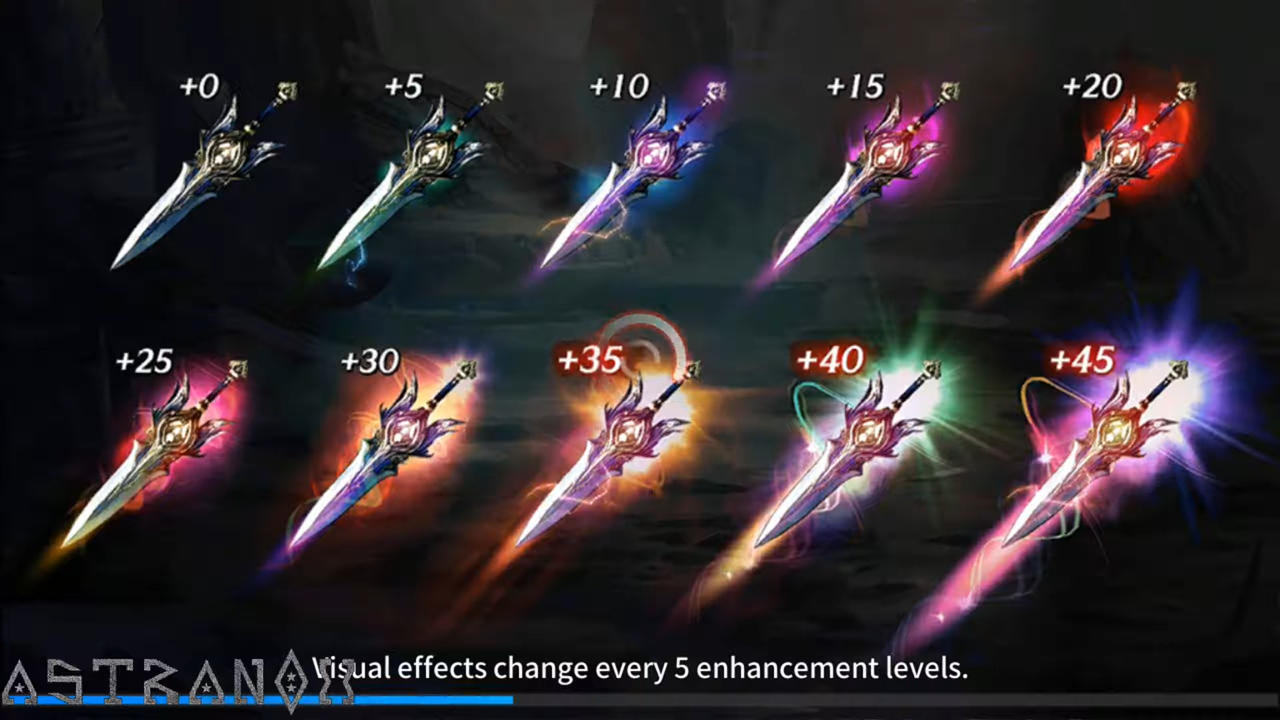 +0 +5 +10 +15 +20
+25 +30 +35 +40 +45
Visual effects change every 5 enhancement levels.
ASTRANOX